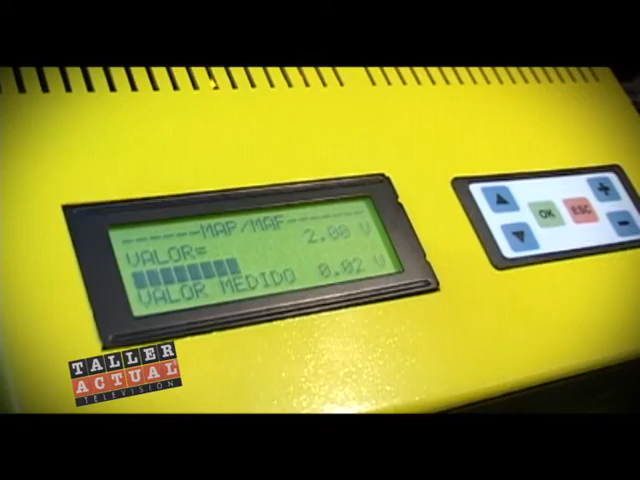 ------MAP/MAF------
VALOR= 2.00 V
VALOR MEDIDO 0.02 V
OK
ESC
+
-
TALLER
ACTUAL
TELEVISION